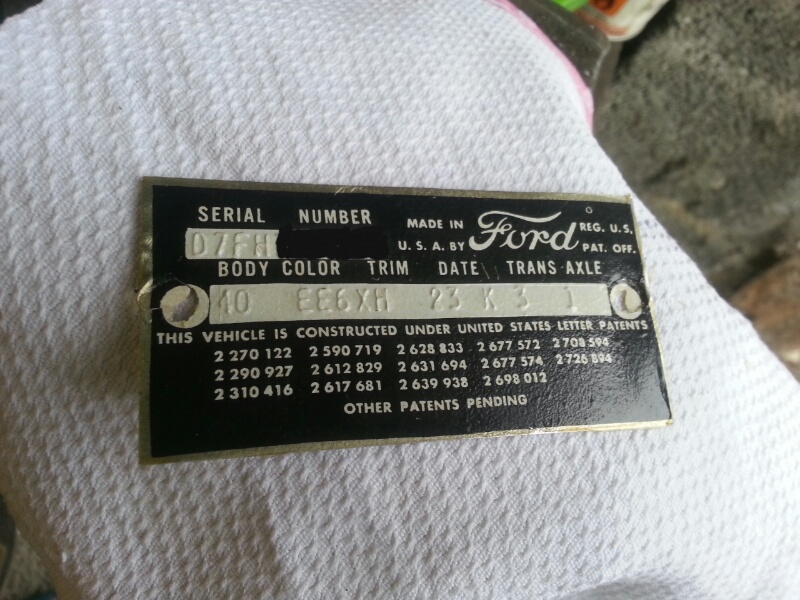 SERIAL NUMBER
MADE IN
U. S. A. BY
Ford
REG. U. S.
PAT. OFF.
D7FH
BODY COLOR TRIM DATE TRANS AXLE
40 EE6XH 23 K 3 1
THIS VEHICLE IS CONSTRUCTED UNDER UNITED STATES LETTER PATENTS
2 270 122 2 590 719 2 628 833 2 677 572 2 708 594
2 290 927 2 612 829 2 631 694 2 677 574 2 726 894
2 310 416 2 617 681 2 639 938 2 698 012
OTHER PATENTS PENDING